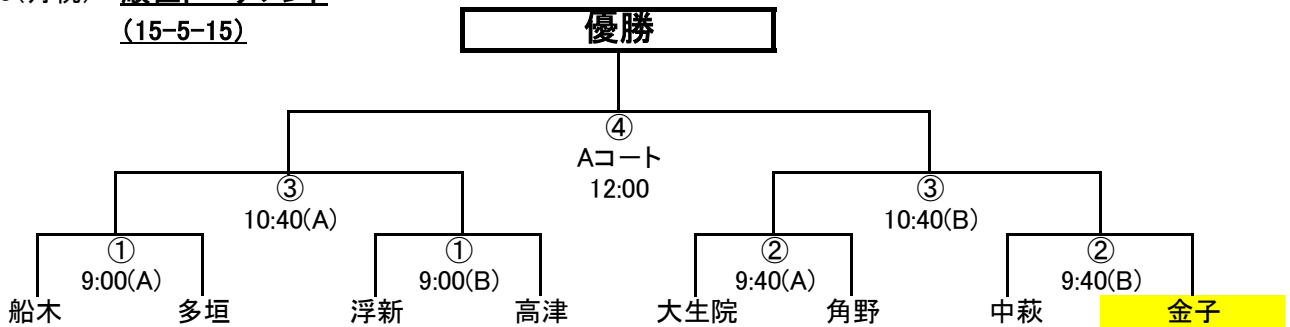 (15-5-15)
優勝
④
Aコート
12:00
③
10:40(A)
③
10:40(B)
①
9:00(A)
①
9:00(B)
②
9:40(A)
②
9:40(B)
船木 多垣 浮新 高津 大生院 角野 中萩 金子